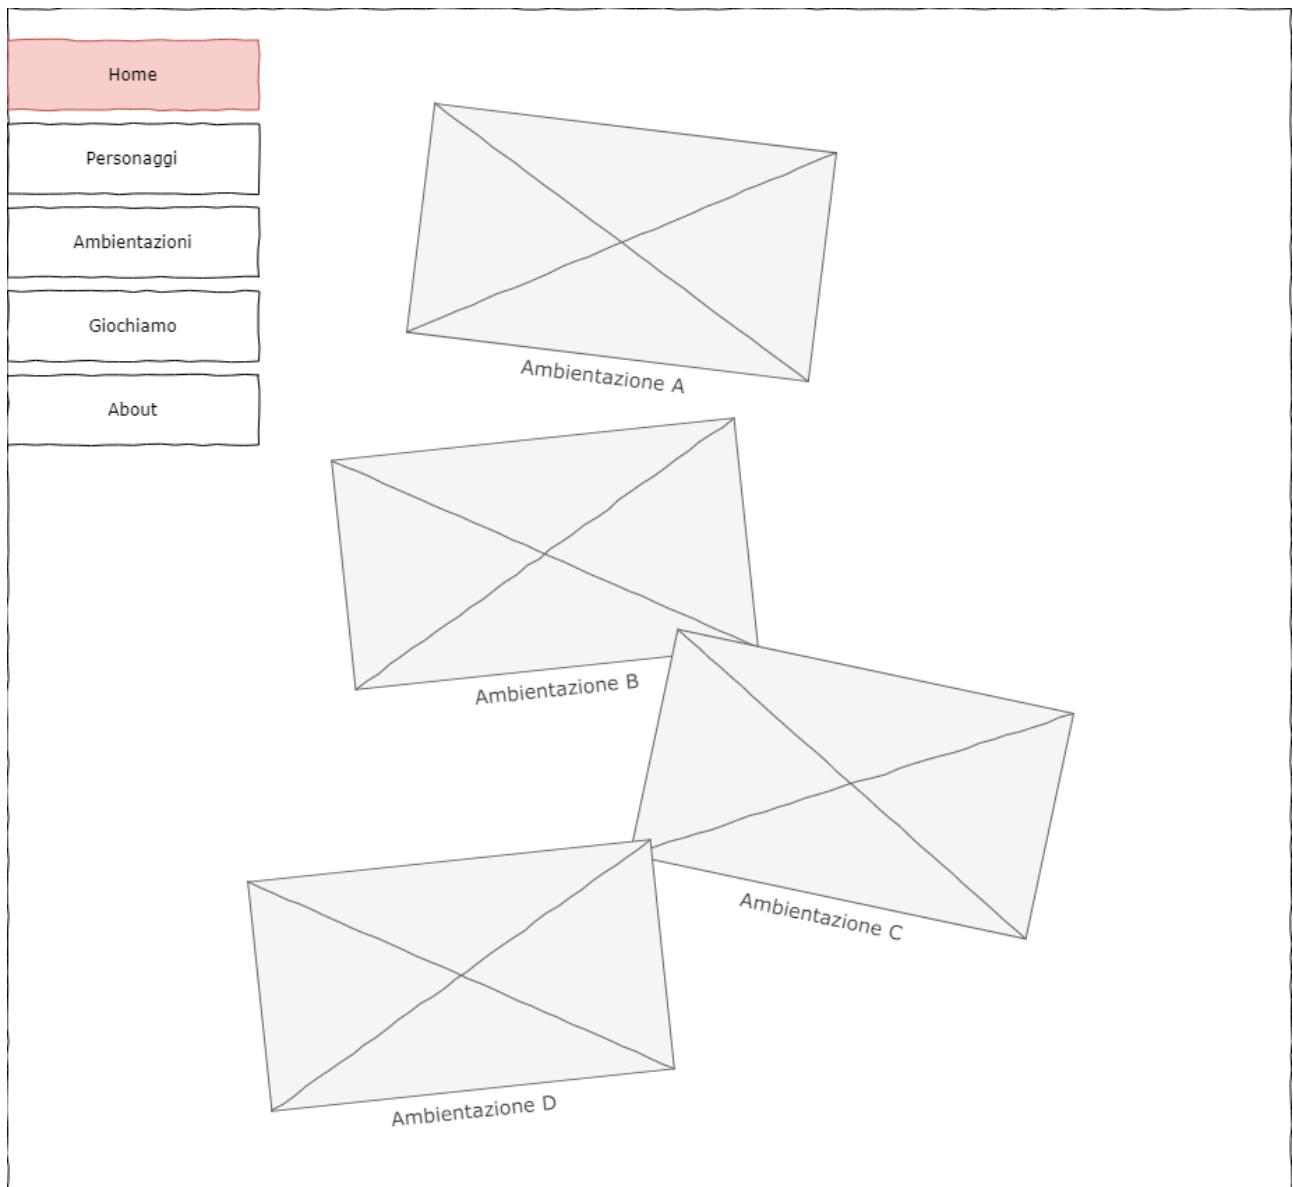 Home
Personaggi
Ambientazioni
Giochiamo
About
Ambientazione A
Ambientazione B
Ambientazione C
Ambientazione D